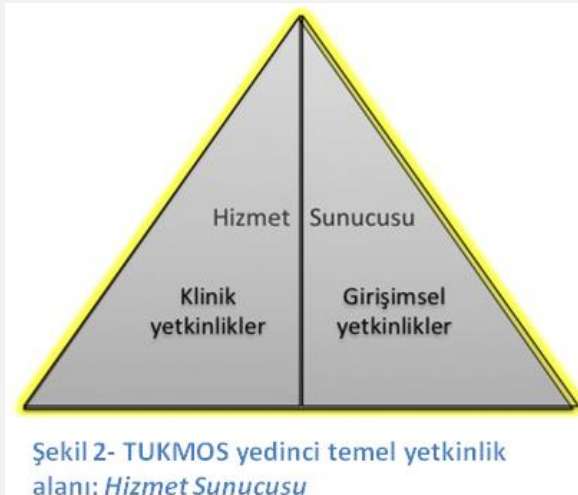 Hizmet Sunucusu
Klinik Girişimsel
yetkinlikler yetkinlikler
Şekil 2- TUKMOS yedinci temel yetkinlik
alanı: Hizmet Sunucusu